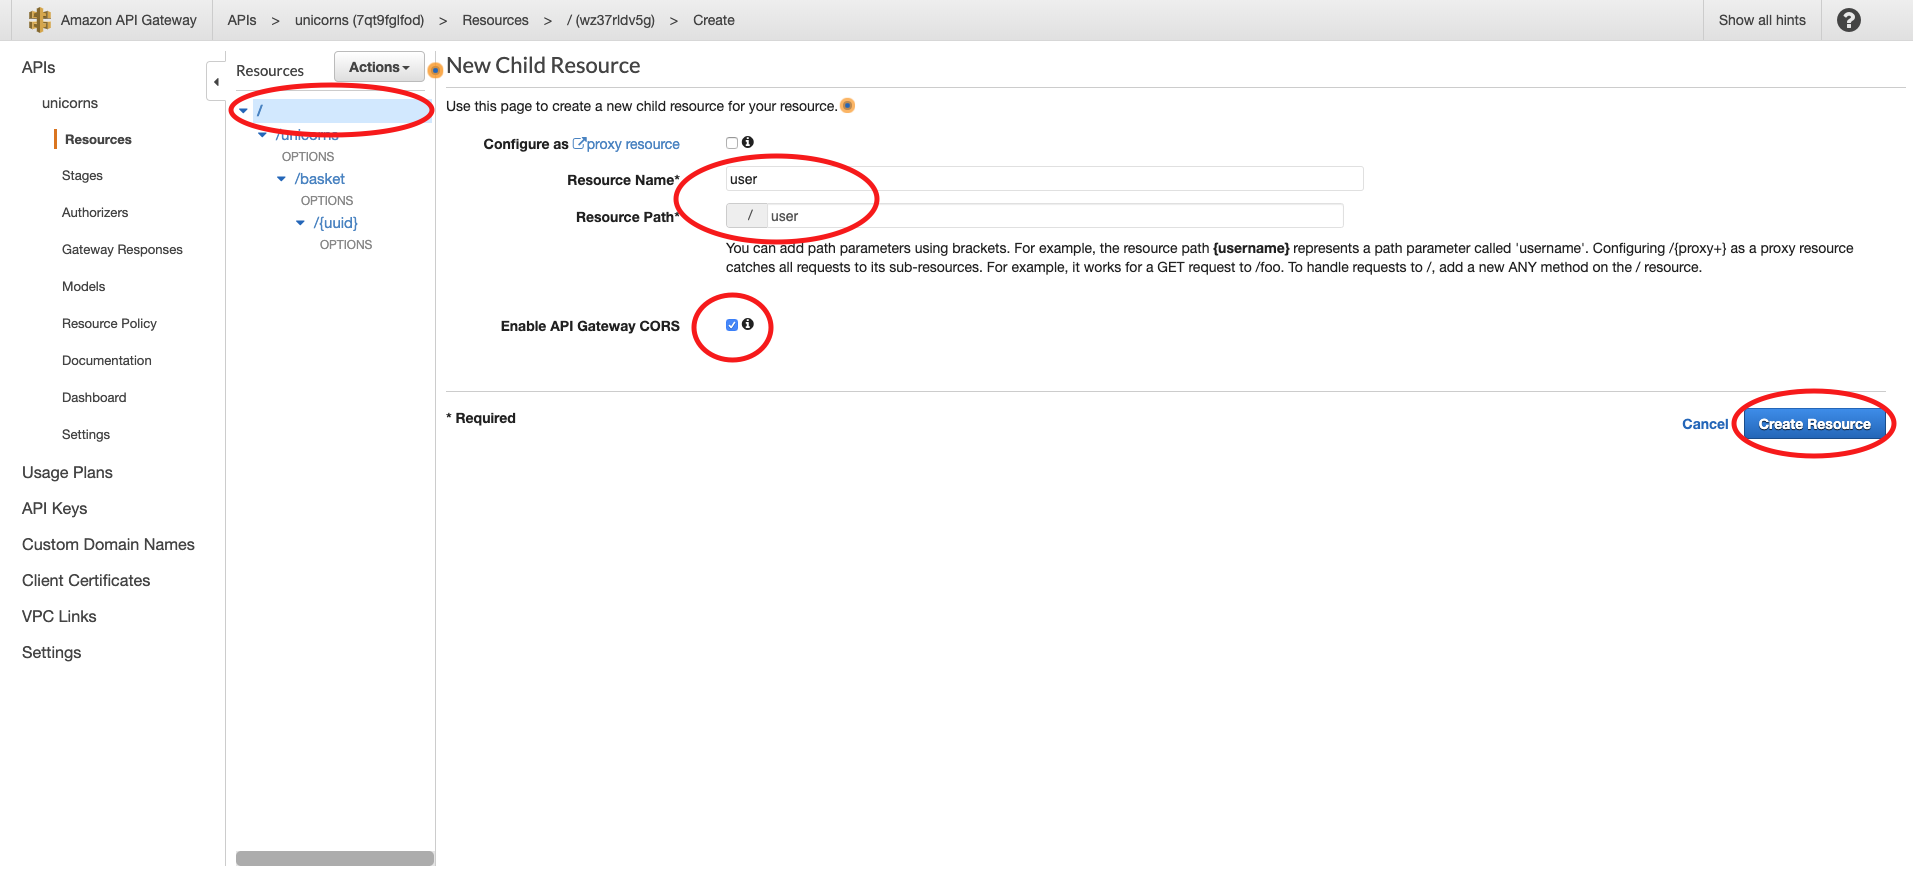 Amazon API Gateway APIs > unicorns (7qt9fglfod) > Resources > / (wz37rldv5g) > Create Show all hints ?
APIs
unicorns
Resources
Stages
Authorizers
Gateway Responses
Models
Resource Policy
Documentation
Dashboard
Settings
Usage Plans
API Keys
Custom Domain Names
Client Certificates
VPC Links
Settings
Resources Actions
/
/unicorns
OPTIONS
/basket
OPTIONS
/{uuid}
OPTIONS
New Child Resource
Use this page to create a new child resource for your resource.
Configure as proxy resource
Resource Name* user
Resource Path* / user
You can add path parameters using brackets. For example, the resource path {username} represents a path parameter called 'username'. Configuring /{proxy+} as a proxy resource
catches all requests to its sub-resources. For example, it works for a GET request to /foo. To handle requests to /, add a new ANY method on the / resource.
Enable API Gateway CORS
* Required
Cancel Create Resource